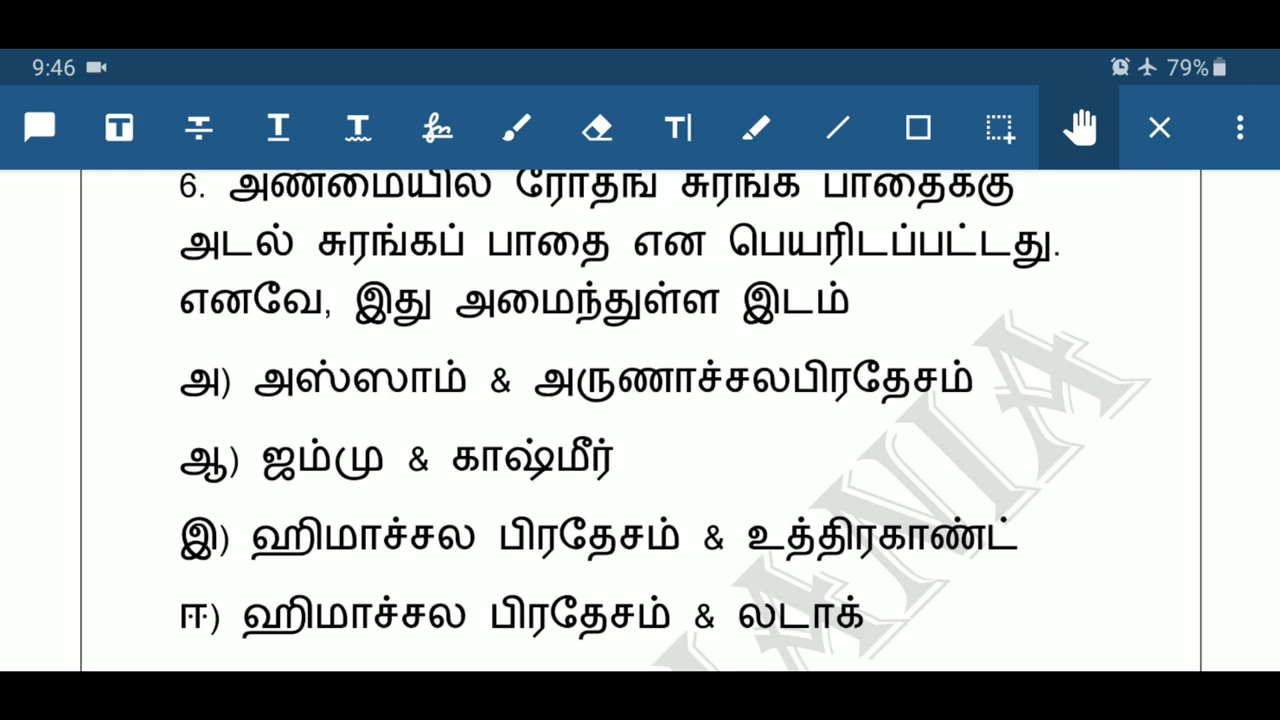 9:46
79%
6. அண்மையில் ரோதங் சுரங்க பாதைக்கு
அடல் சுரங்கப் பாதை என பெயரிடப்பட்டது.
எனவே, இது அமைந்துள்ள இடம்
அ) அஸ்ஸாம் & அருணாச்சலபிரதேசம்
ஆ) ஜம்மு & காஷ்மீர்
இ) ஹிமாச்சல பிரதேசம் & உத்திரகாண்ட்
ஈ) ஹிமாச்சல பிரதேசம் & லடாக்